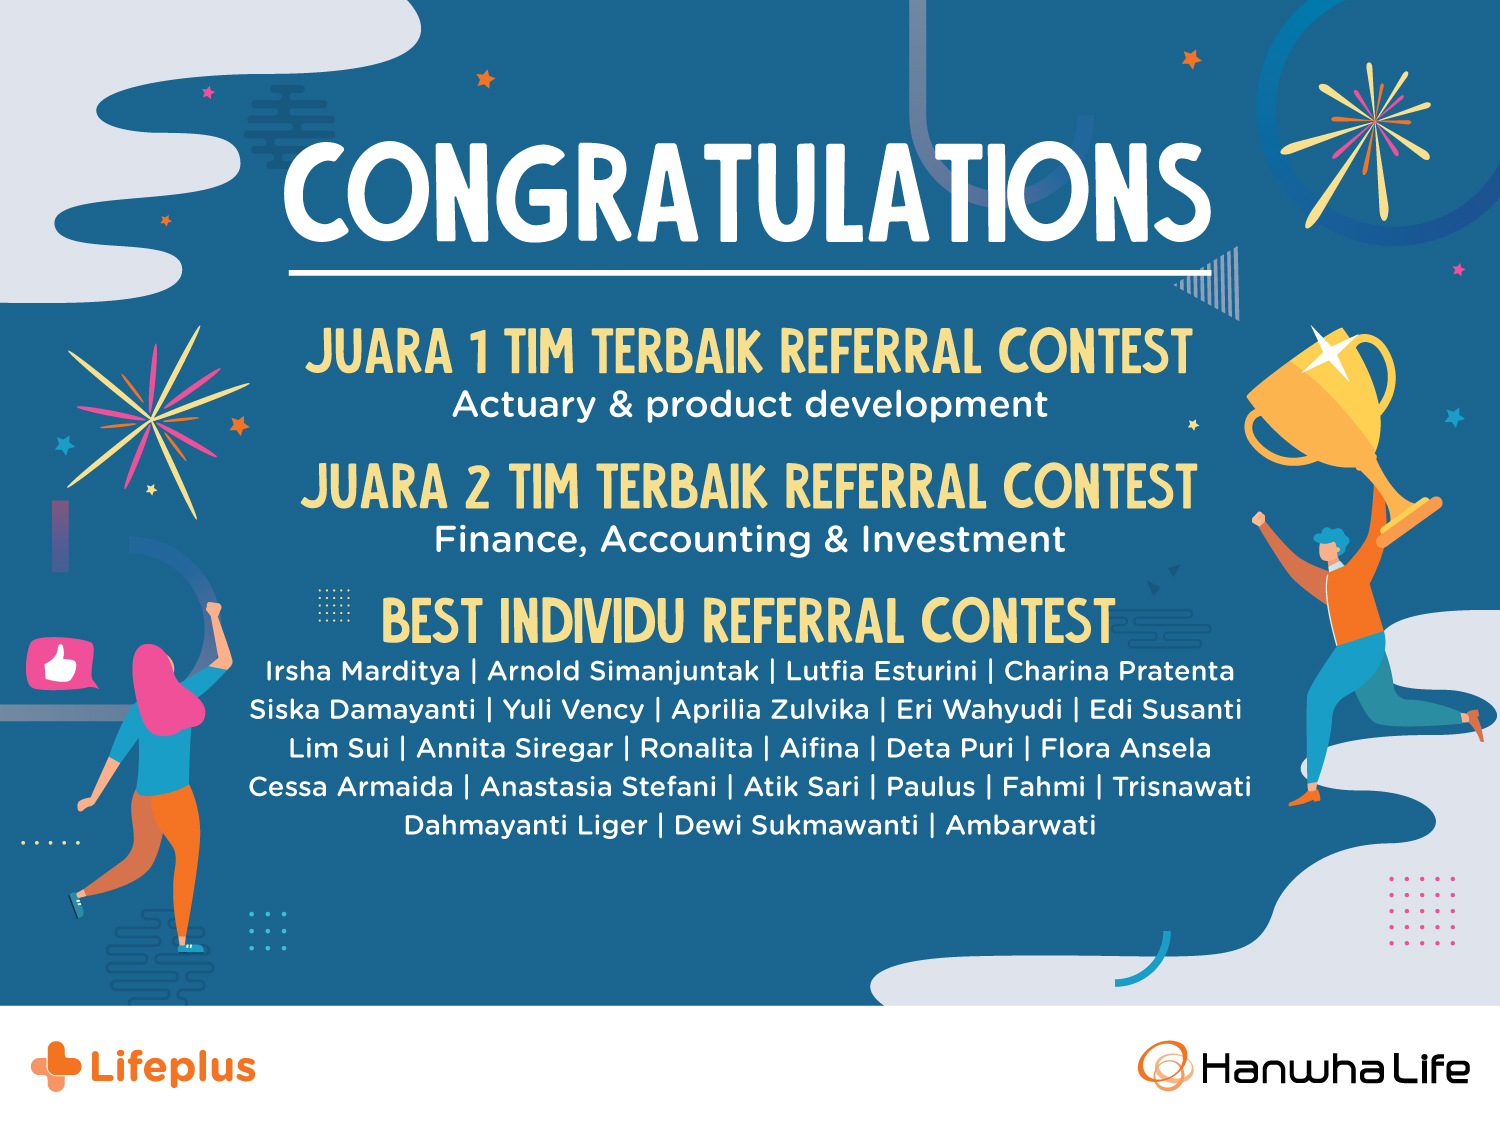 CONGRATULATIONS
JUARA 1 TIM TERBAIK REFERRAL CONTEST
Actuary & product development
JUARA 2 TIM TERBAIK REFERRAL CONTEST
Finance, Accounting & Investment
BEST INDIVIDU REFERRAL CONTEST
Irsha Marditya | Arnold Simanjuntak | Lutfia Esturini | Charina Pratenta
Siska Damayanti | Yuli Vency | Aprilia Zulvika | Eri Wahyudi | Edi Susanti
Lim Sui | Annita Siregar | Ronalita | Aifina | Deta Puri | Flora Ansela
Cessa Armaida | Anastasia Stefani | Atik Sari | Paulus | Fahmi | Trisnawati
Dahmayanti Liger | Dewi Sukmawanti | Ambarwati
Lifeplus
Hanwha Life